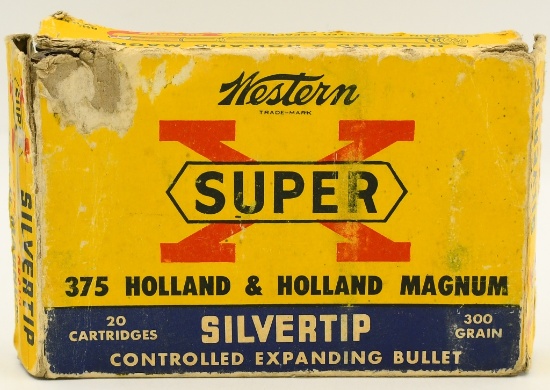 Western
TRADE-MARK
X
SUPER
375 HOLLAND & HOLLAND MAGNUM
20 CARTRIDGES
SILVERTIP
300 GRAIN
CONTROLLED EXPANDING BULLET
SILVERTIP